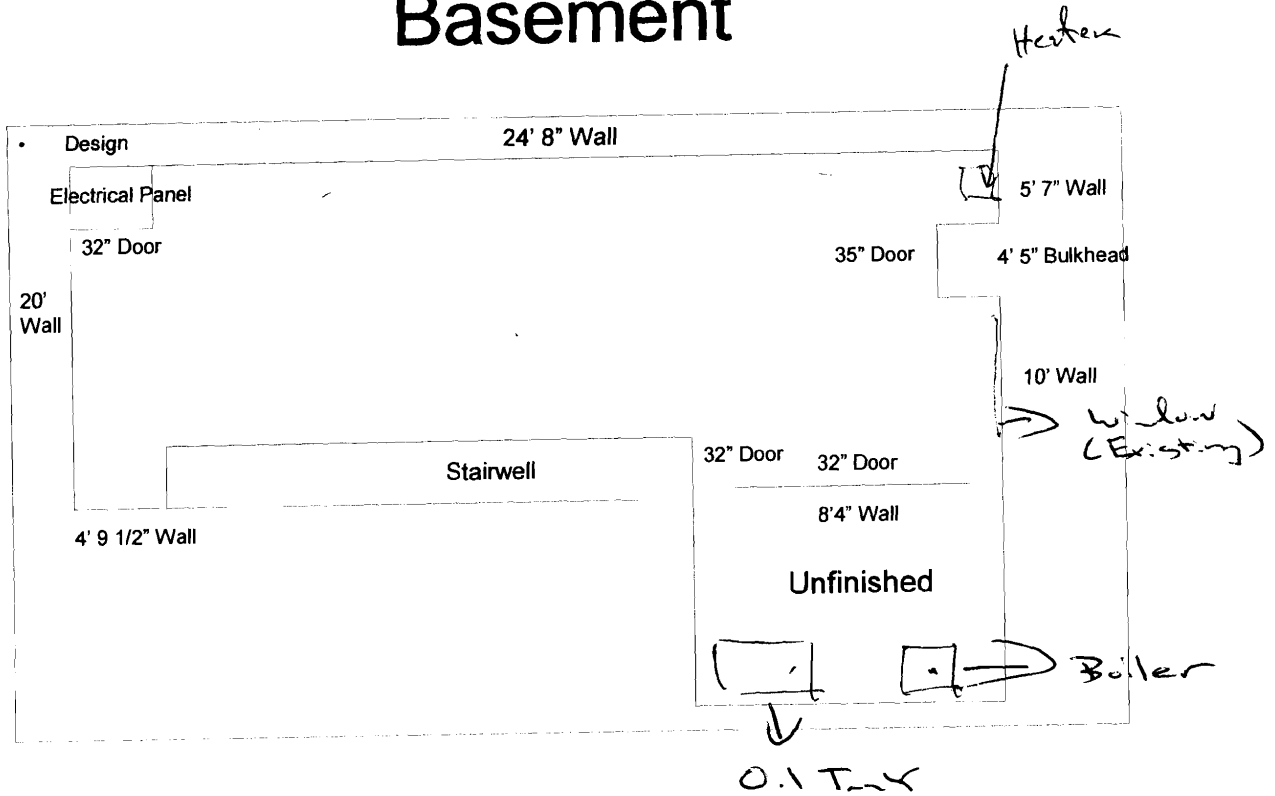 Basement
Heater
• Design
24' 8” Wall
Electrical Panel
5' 7” Wall
32” Door
35” Door
4' 5” Bulkhead
20'
Wall
10' Wall
Window
(Existing)
Stairwell
32” Door
32” Door
8'4” Wall
4' 9 1/2” Wall
Unfinished
Boiler
Oil Tank